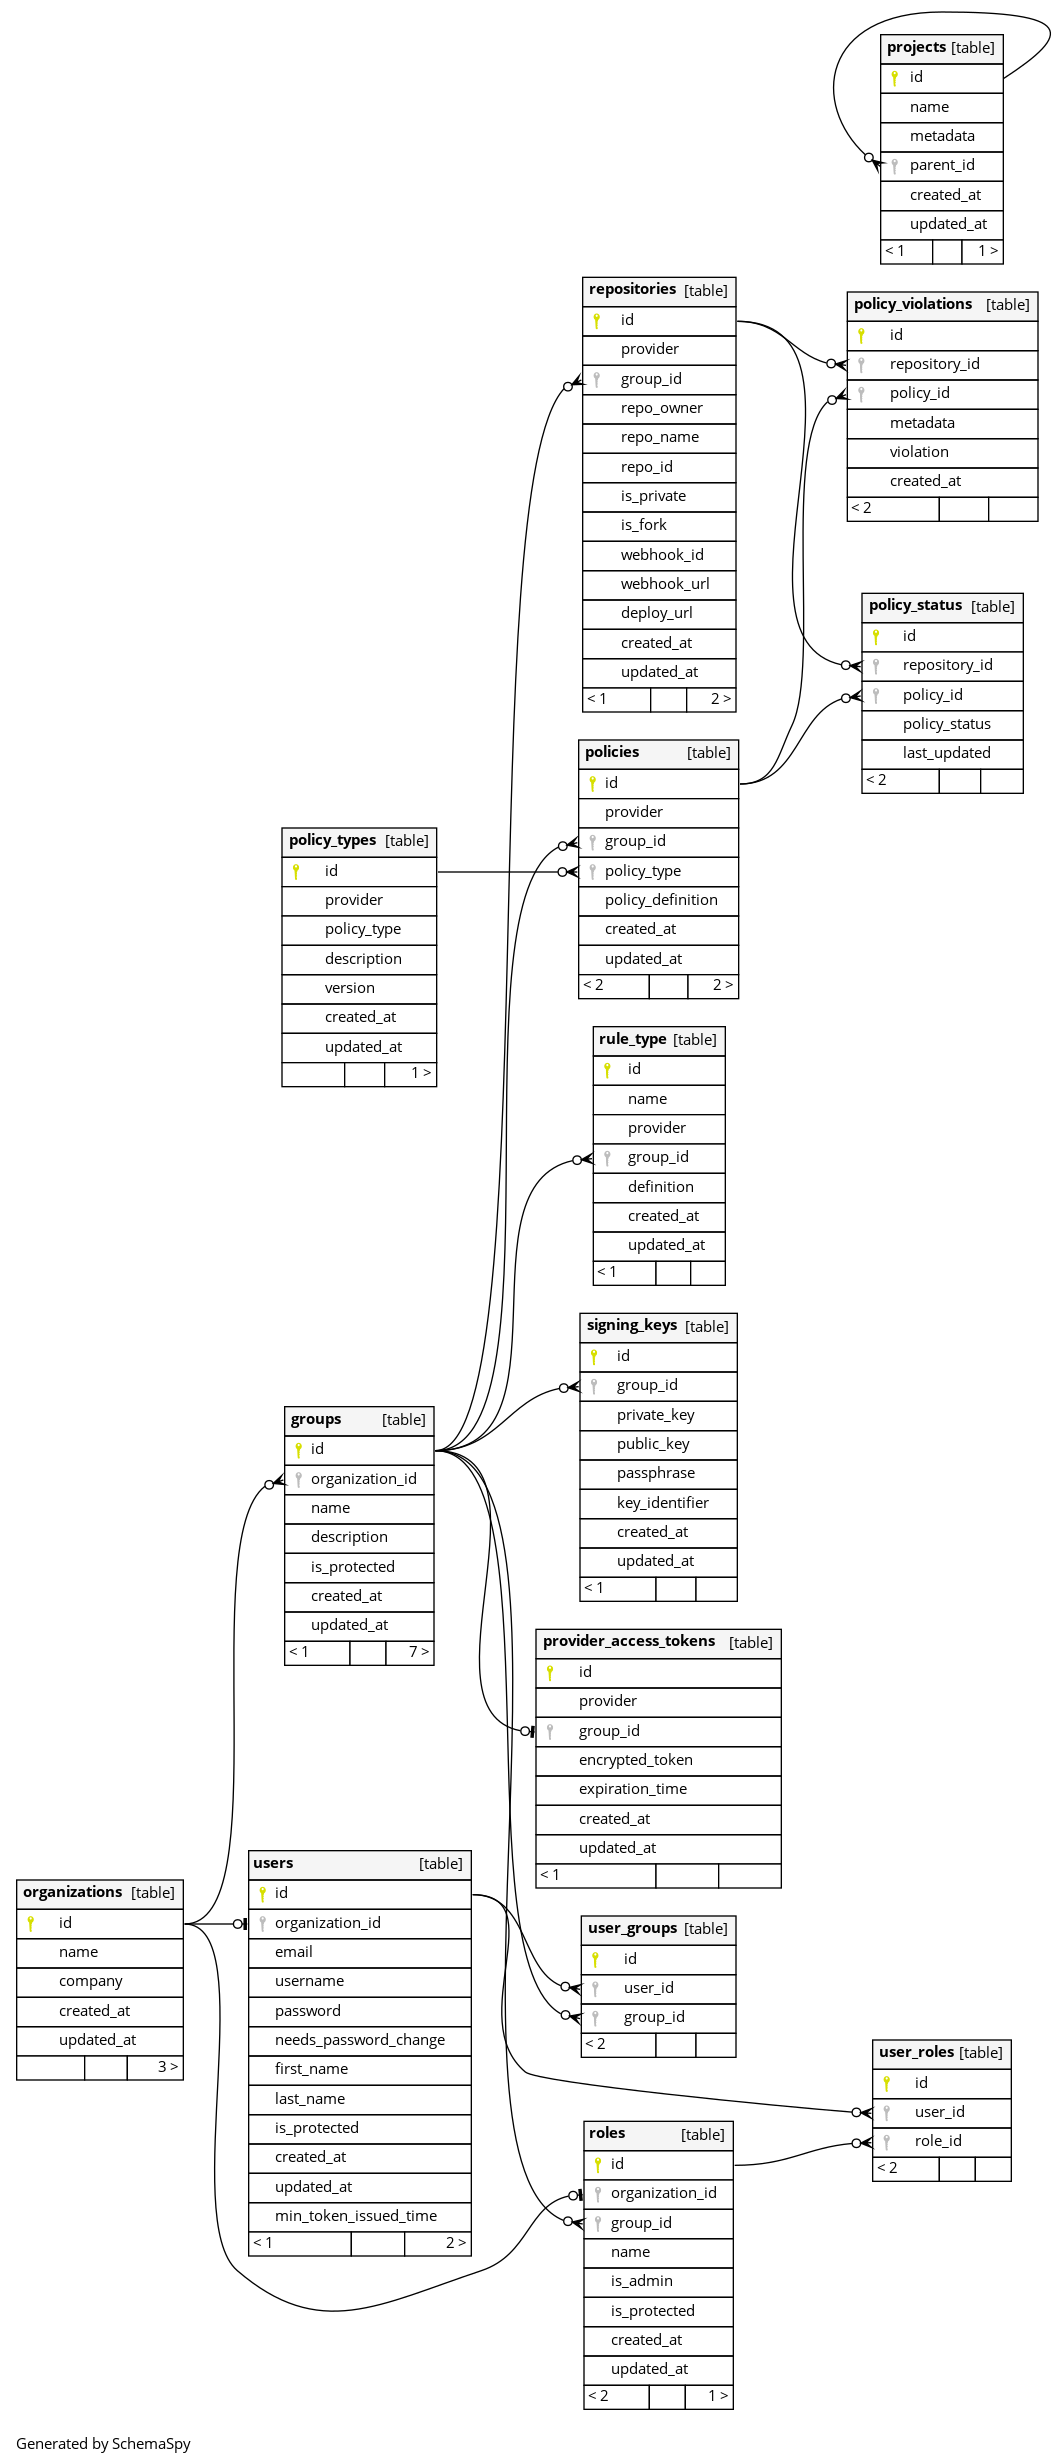 projects [table]
id
name
metadata
parent_id
created_at
updated_at
< 1 1 >
repositories [table]
id
provider
group_id
repo_owner
repo_name
repo_id
is_private
is_fork
webhook_id
webhook_url
deploy_url
created_at
updated_at
< 1 2 >
policy_violations [table]
id
repository_id
policy_id
metadata
violation
created_at
< 2
policy_status [table]
id
repository_id
policy_id
policy_status
last_updated
< 2
policies [table]
id
provider
group_id
policy_type
policy_definition
created_at
updated_at
< 2 2 >
policy_types [table]
id
provider
policy_type
description
version
created_at
updated_at
1 >
rule_type [table]
id
name
provider
group_id
definition
created_at
updated_at
< 1
signing_keys [table]
id
group_id
private_key
public_key
passphrase
key_identifier
created_at
updated_at
< 1
groups [table]
id
organization_id
name
description
is_protected
created_at
updated_at
< 1 7 >
provider_access_tokens [table]
id
provider
group_id
encrypted_token
expiration_time
created_at
updated_at
< 1
users [table]
id
organization_id
email
username
password
needs_password_change
first_name
last_name
is_protected
created_at
updated_at
min_token_issued_time
< 1 2 >
organizations [table]
id
name
company
created_at
updated_at
3 >
user_groups [table]
id
user_id
group_id
< 2
user_roles [table]
id
user_id
role_id
< 2
roles [table]
id
organization_id
group_id
name
is_admin
is_protected
created_at
updated_at
< 2 1 >
Generated by SchemaSpy